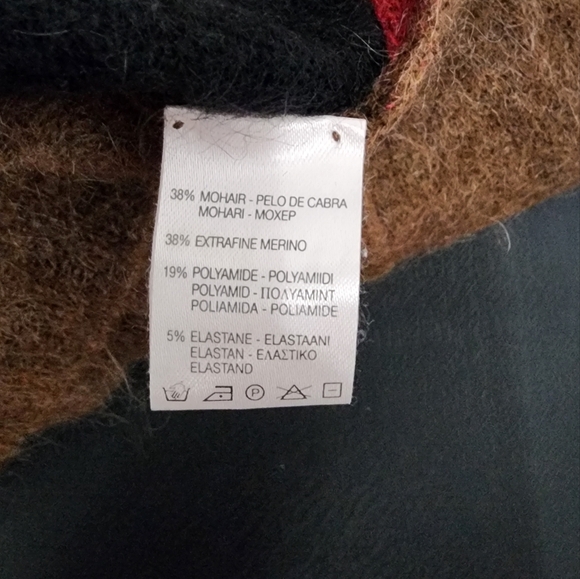 38% MOHAIR - PELO DE CABRA
MOHARI - MOXEP
38% EXTRAFINE MERINO
19% POLYAMIDE - POLYAMIIDI
POLYAMID - ΠΟΛΥΑΜΙΝΤ
POLIAMIDA - POLIAMIDE
5% ELASTANE - ELASTAANI
ELASTAN - ΕΛΑΣΤΙΚΟ
ELASTAND
P